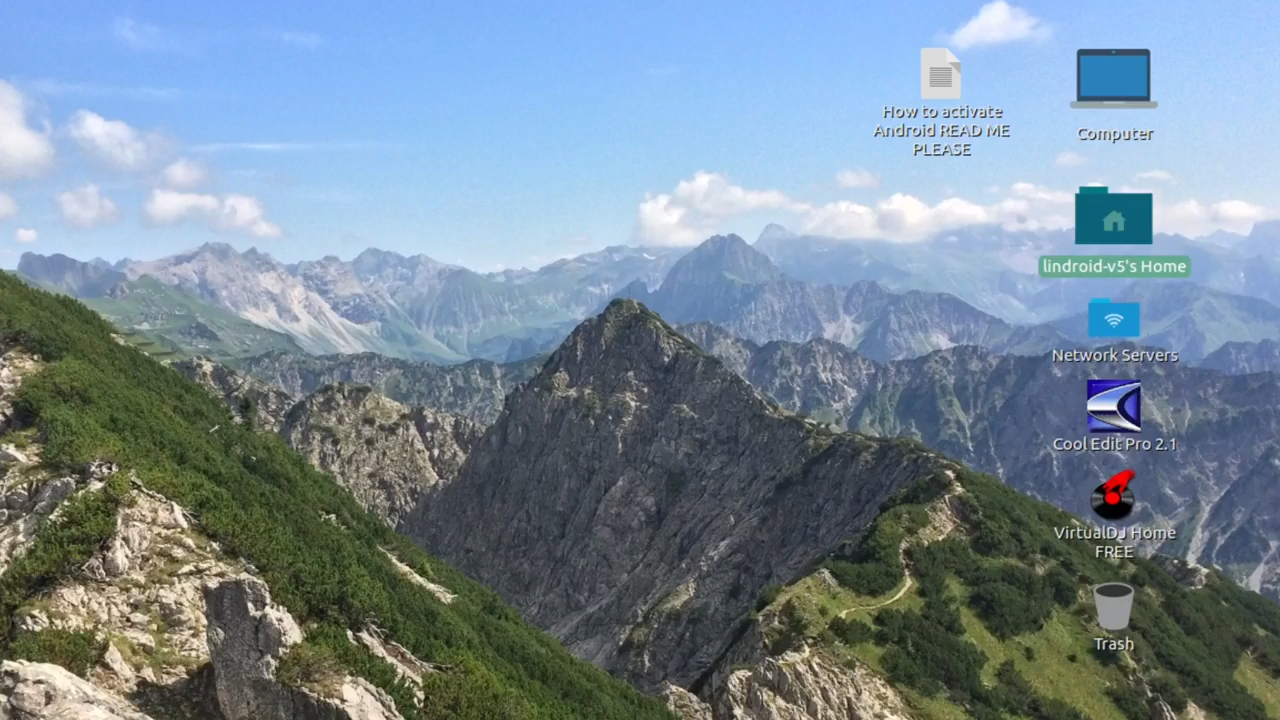 How to activate
Android READ ME
PLEASE
Computer
lindroid-v5's Home
Network Servers
Cool Edit Pro 2.1
VirtualDJ Home
FREE
Trash